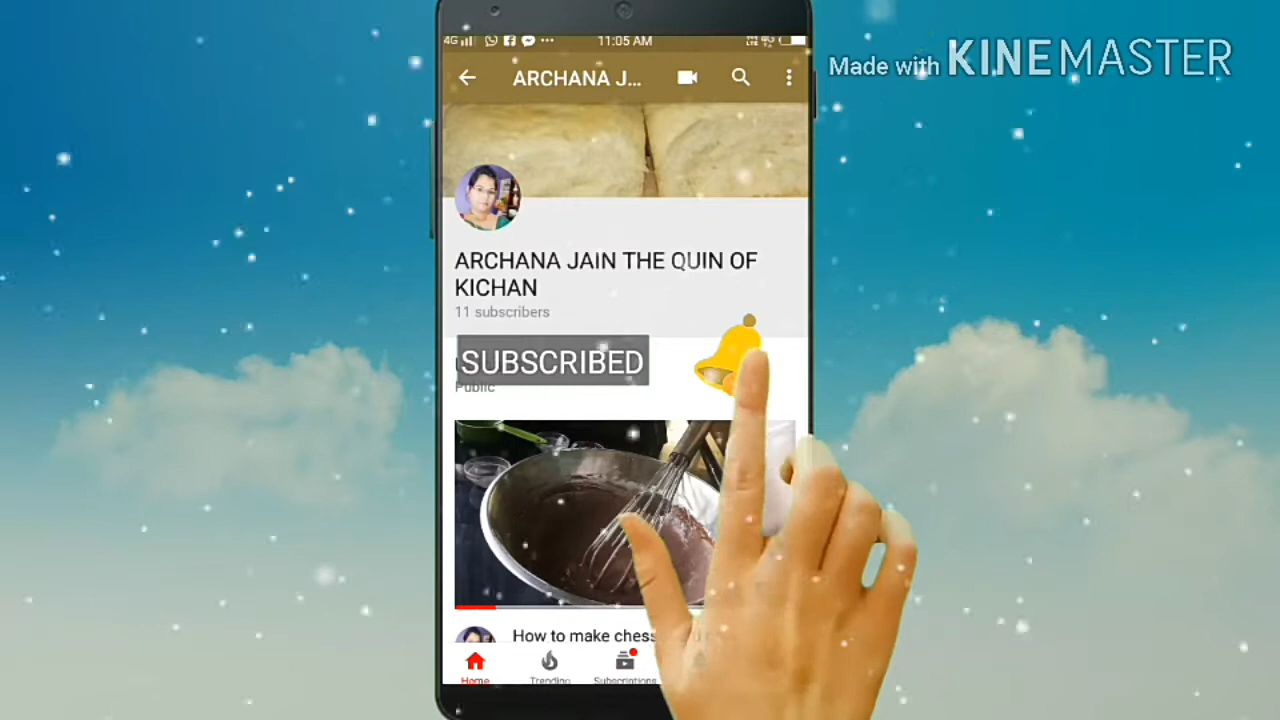 Made with KINEMASTER
4G
11:05 AM
ARCHANA J...
ARCHANA JAIN THE QUIN OF
KICHAN
11 subscribers
SUBSCRIBED
Public
How to make chess
Home
Trending
Subscriptions